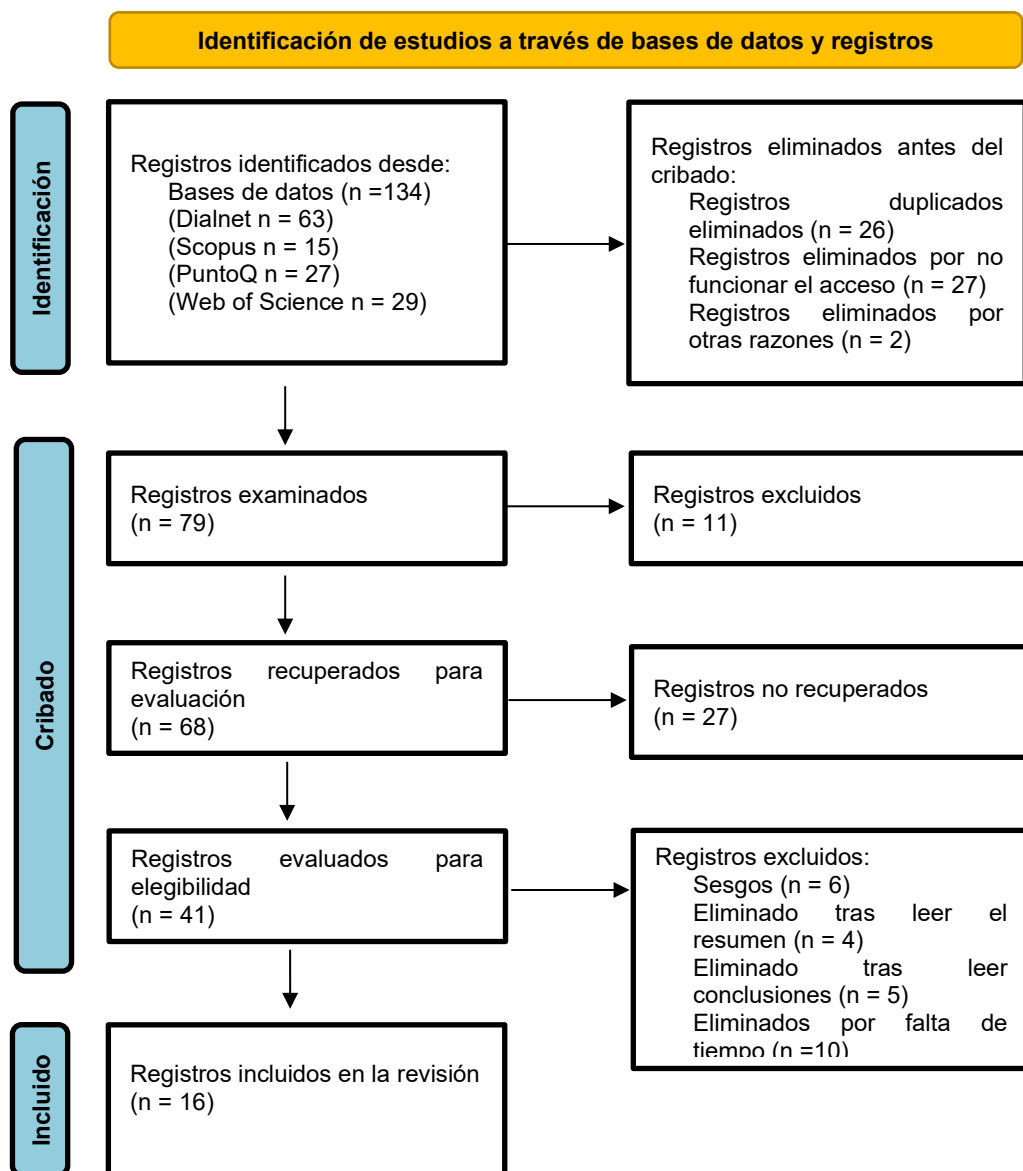 Identificación de estudios a través de bases de datos y registros
Identificación
Registros identificados desde:
Bases de datos (n =134)
(Dialnet n = 63)
(Scopus n = 15)
(PuntoQ n = 27)
(Web of Science n = 29)
Registros eliminados antes del
cribado:
Registros duplicados
eliminados (n = 26)
Registros eliminados por no
funcionar el acceso (n = 27)
Registros eliminados por
otras razones (n = 2)
Cribado
Registros examinados
(n = 79)
Registros excluidos
(n = 11)
Registros recuperados para
evaluación
(n = 68)
Registros no recuperados
(n = 27)
Registros evaluados para
elegibilidad
(n = 41)
Registros excluidos:
Sesgos (n = 6)
Eliminado tras leer el
resumen (n = 4)
Eliminado tras leer
conclusiones (n = 5)
Eliminados por falta de
tiempo (n =10)
Incluido
Registros incluidos en la revisión
(n = 16)